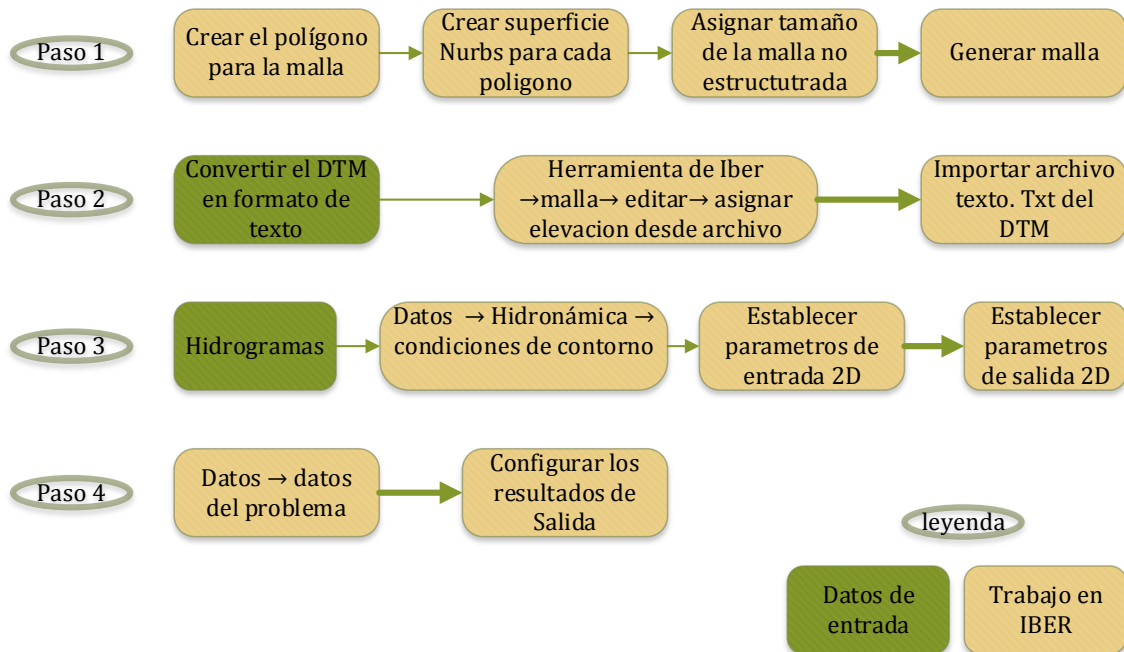 Paso 1
Crear el polígono
para la malla
Crear superficie
Nurbs para cada
poligono
Asignar tamaño
de la malla no
estructutrada
Generar malla
Paso 2
Convertir el DTM
en formato de
texto
Herramienta de Iber
→malla→ editar→ asignar
elevacion desde archivo
Importar archivo
texto. Txt del
DTM
Paso 3
Hidrogramas
Datos → Hidronámica →
condiciones de contorno
Establecer
parametros de
entrada 2D
Establecer
parametros
de salida 2D
Paso 4
Datos → datos
del problema
Configurar los
resultados de
Salida
leyenda
Datos de
entrada
Trabajo en
IBER